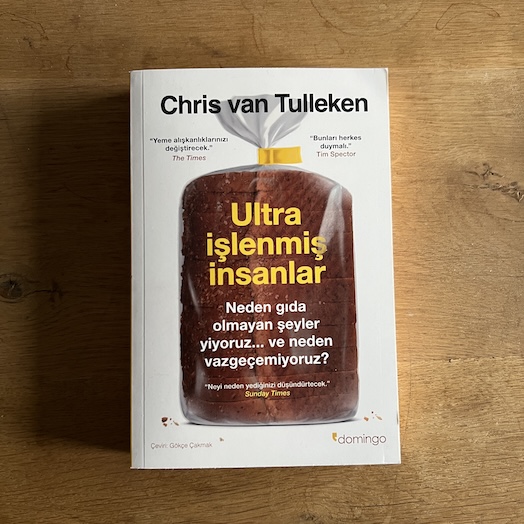 Chris van Tulleken
“Yeme alışkanlıklarınızı
değiştirecek.”
The Times
“Bunları herkes
duymalı.”
Tim Spector
Ultra
işlenmiş
insanlar
Neden gıda
olmayan şeyler
yiyoruz... ve neden
vazgeçemiyoruz?
“Neyi neden yediğinizi düşündürtecek.”
Sunday Times
Çeviri: Gökçe Çakmak
domingo